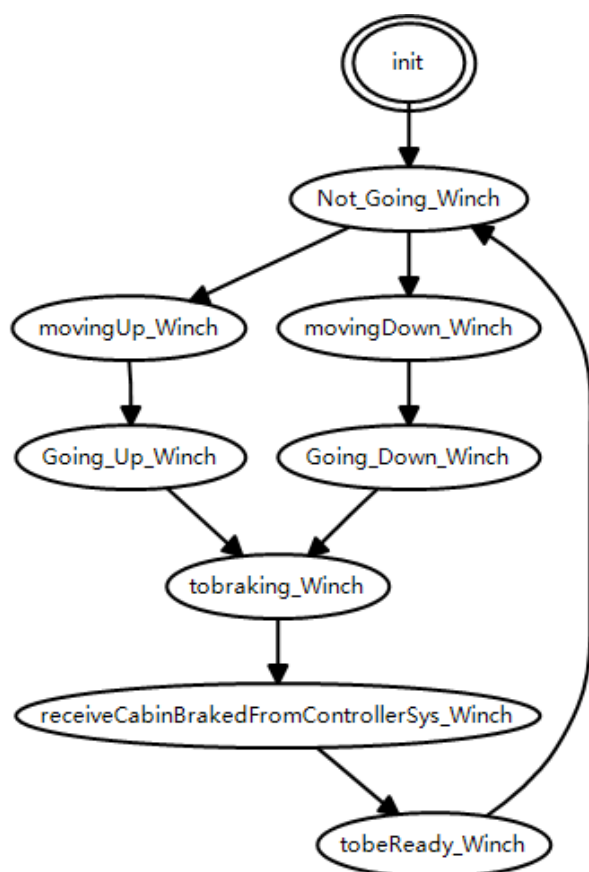 init
Not_Going_Winch
movingUp_Winch
movingDown_Winch
Going_Up_Winch
Going_Down_Winch
tobraking_Winch
receiveCabinBrakedFromControllerSys_Winch
tobeReady_Winch